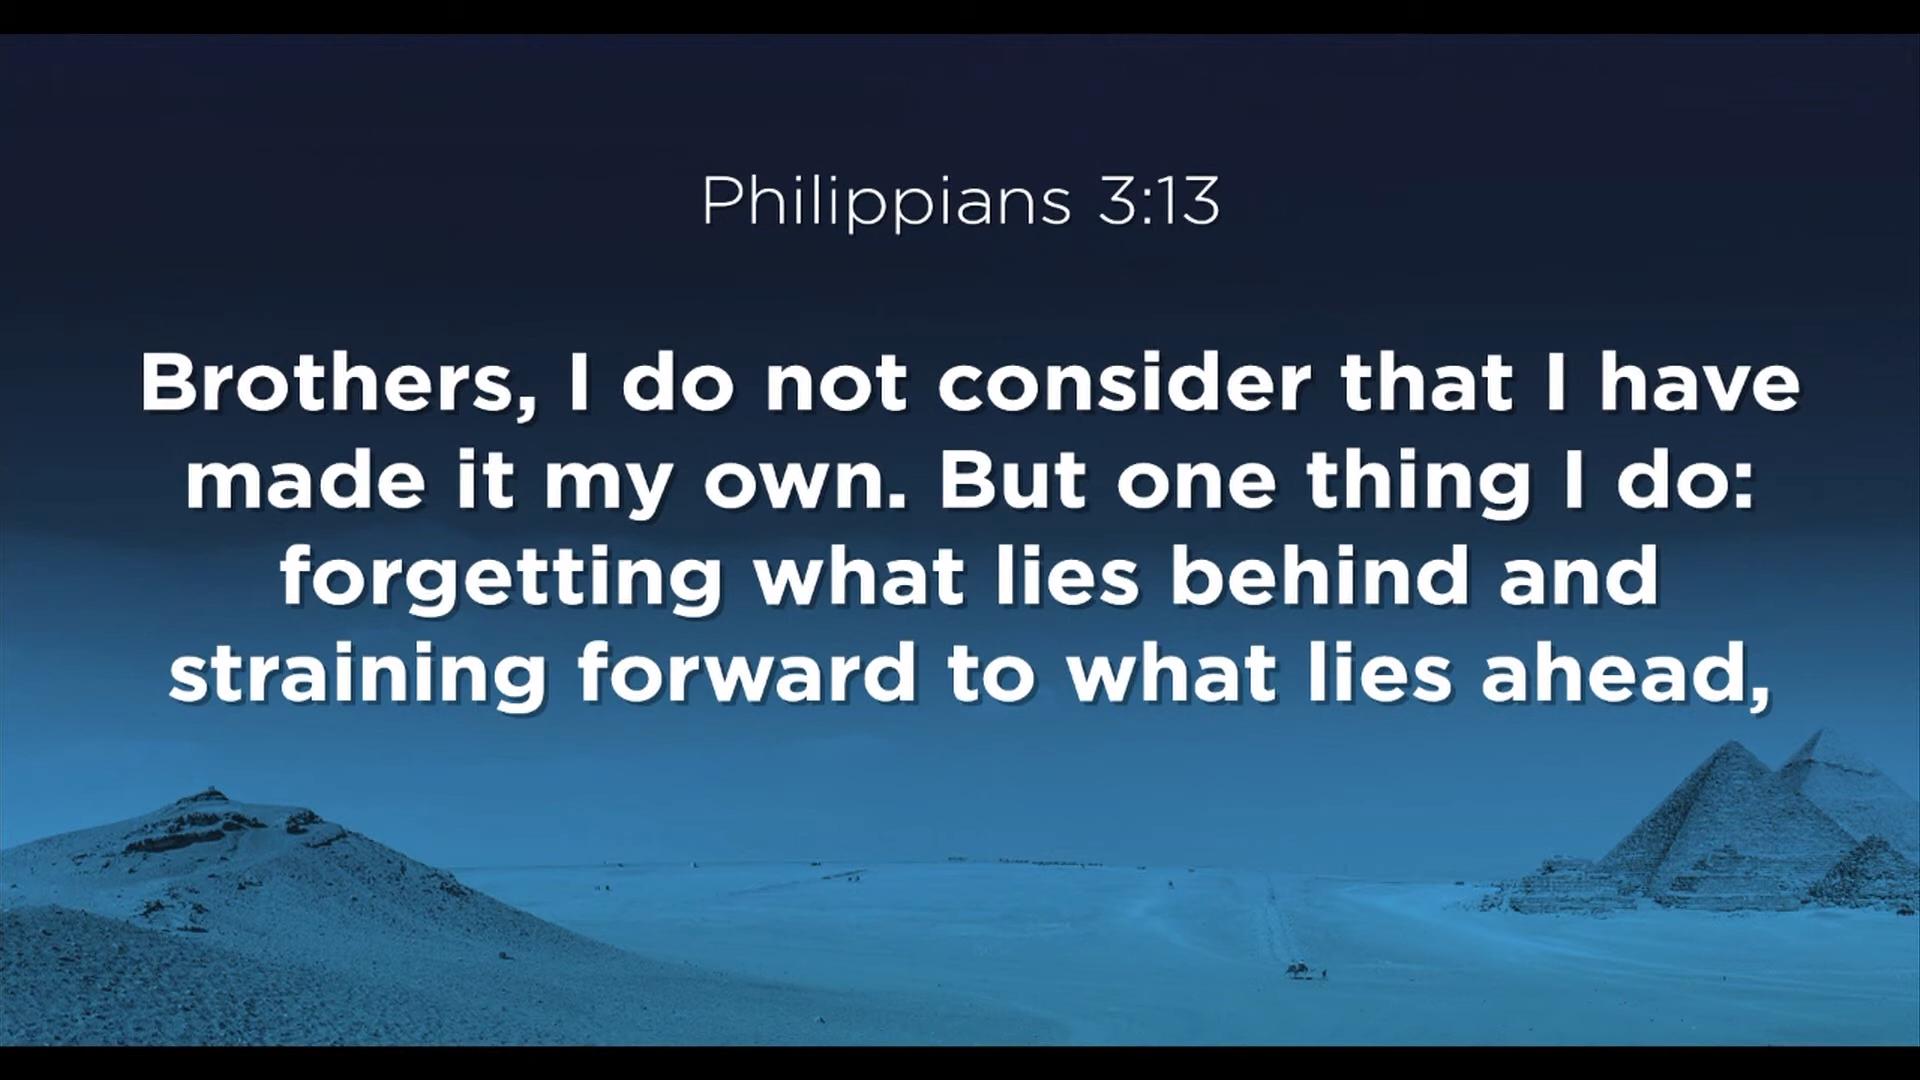 Philippians 3:13
Brothers, I do not consider that I have
made it my own. But one thing I do:
forgetting what lies behind and
straining forward to what lies ahead,